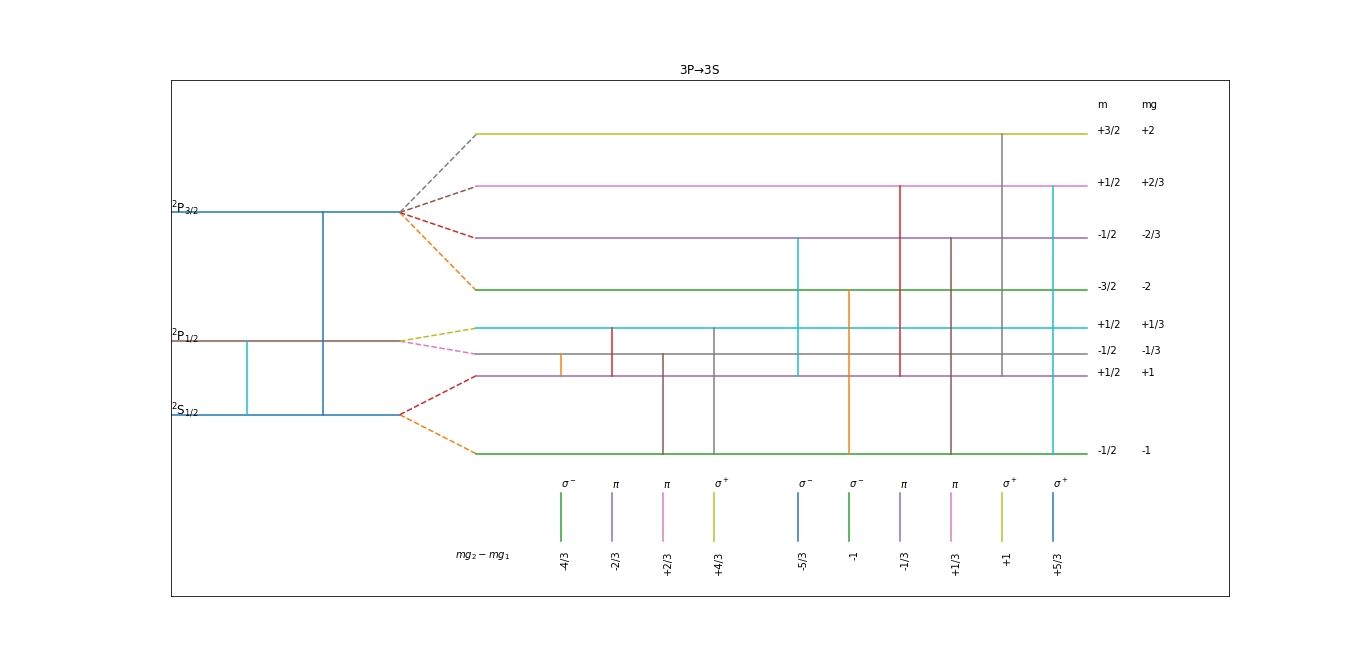 3P→3S
m mg
+3/2 +2
+1/2 +2/3
²P₃/₂
-1/2 -2/3
-3/2 -2
+1/2 +1/3
²P₁/₂
-1/2 -1/3
+1/2 +1
²S₁/₂
-1/2 -1
σ⁻ π π σ⁺ σ⁻ σ⁻ π π σ⁺ σ⁺
mg₂ − mg₁ -4/3 -2/3 +2/3 +4/3 -5/3 -1 -1/3 +1/3 +1 +5/3